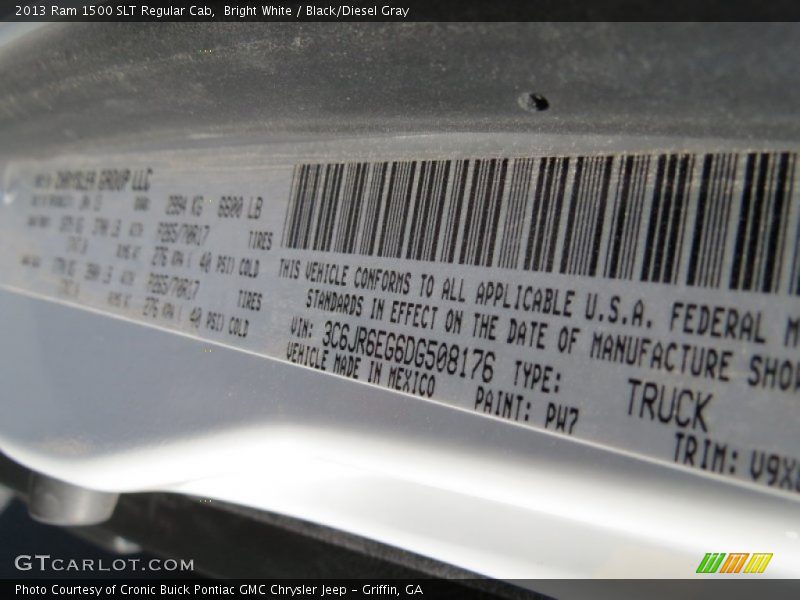 2013 Ram 1500 SLT Regular Cab, Bright White / Black/Diesel Gray
CHRYSLER GROUP LLC
2994 KG 6600 LB
P265/70R17 TIRES
276 KPA ( 40 PSI) COLD
P265/70R17 TIRES
276 KPA ( 40 PSI) COLD
THIS VEHICLE CONFORMS TO ALL APPLICABLE U.S.A. FEDERAL M
STANDARDS IN EFFECT ON THE DATE OF MANUFACTURE SHOW
VIN: 3C6JR6EG6DG508176 TYPE: TRUCK
VEHICLE MADE IN MEXICO PAINT: PW7 TRIM: V9X
GTCARLOT.COM
Photo Courtesy of Cronic Buick Pontiac GMC Chrysler Jeep - Griffin, GA